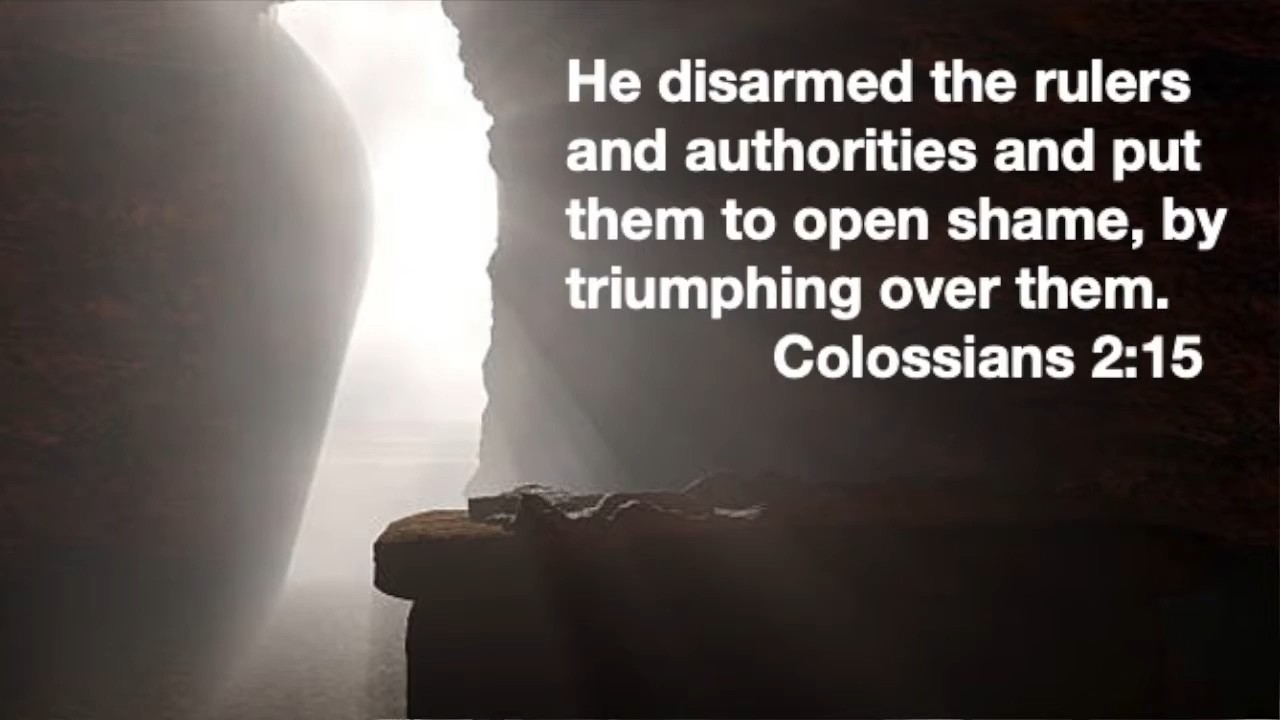 He disarmed the rulers
and authorities and put
them to open shame, by
triumphing over them.
Colossians 2:15